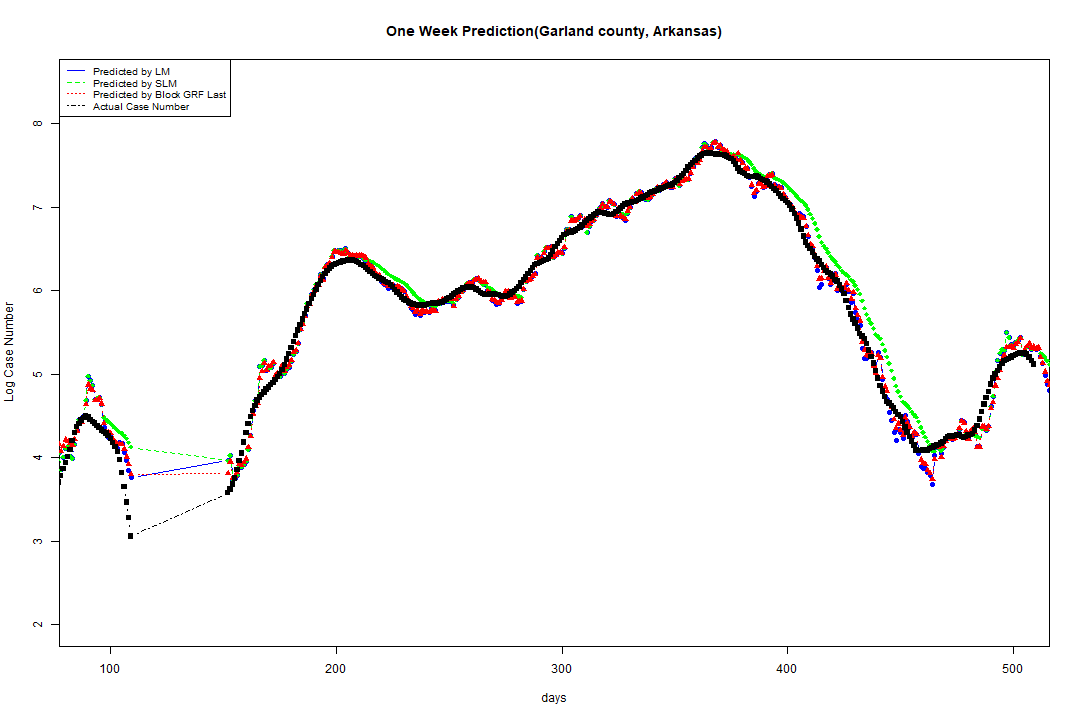 One Week Prediction(Garland county, Arkansas)
Predicted by LM
Predicted by SLM
Predicted by Block GRF Last
Actual Case Number
Log Case Number
8
7
6
5
4
3
2
100 200 300 400 500
days